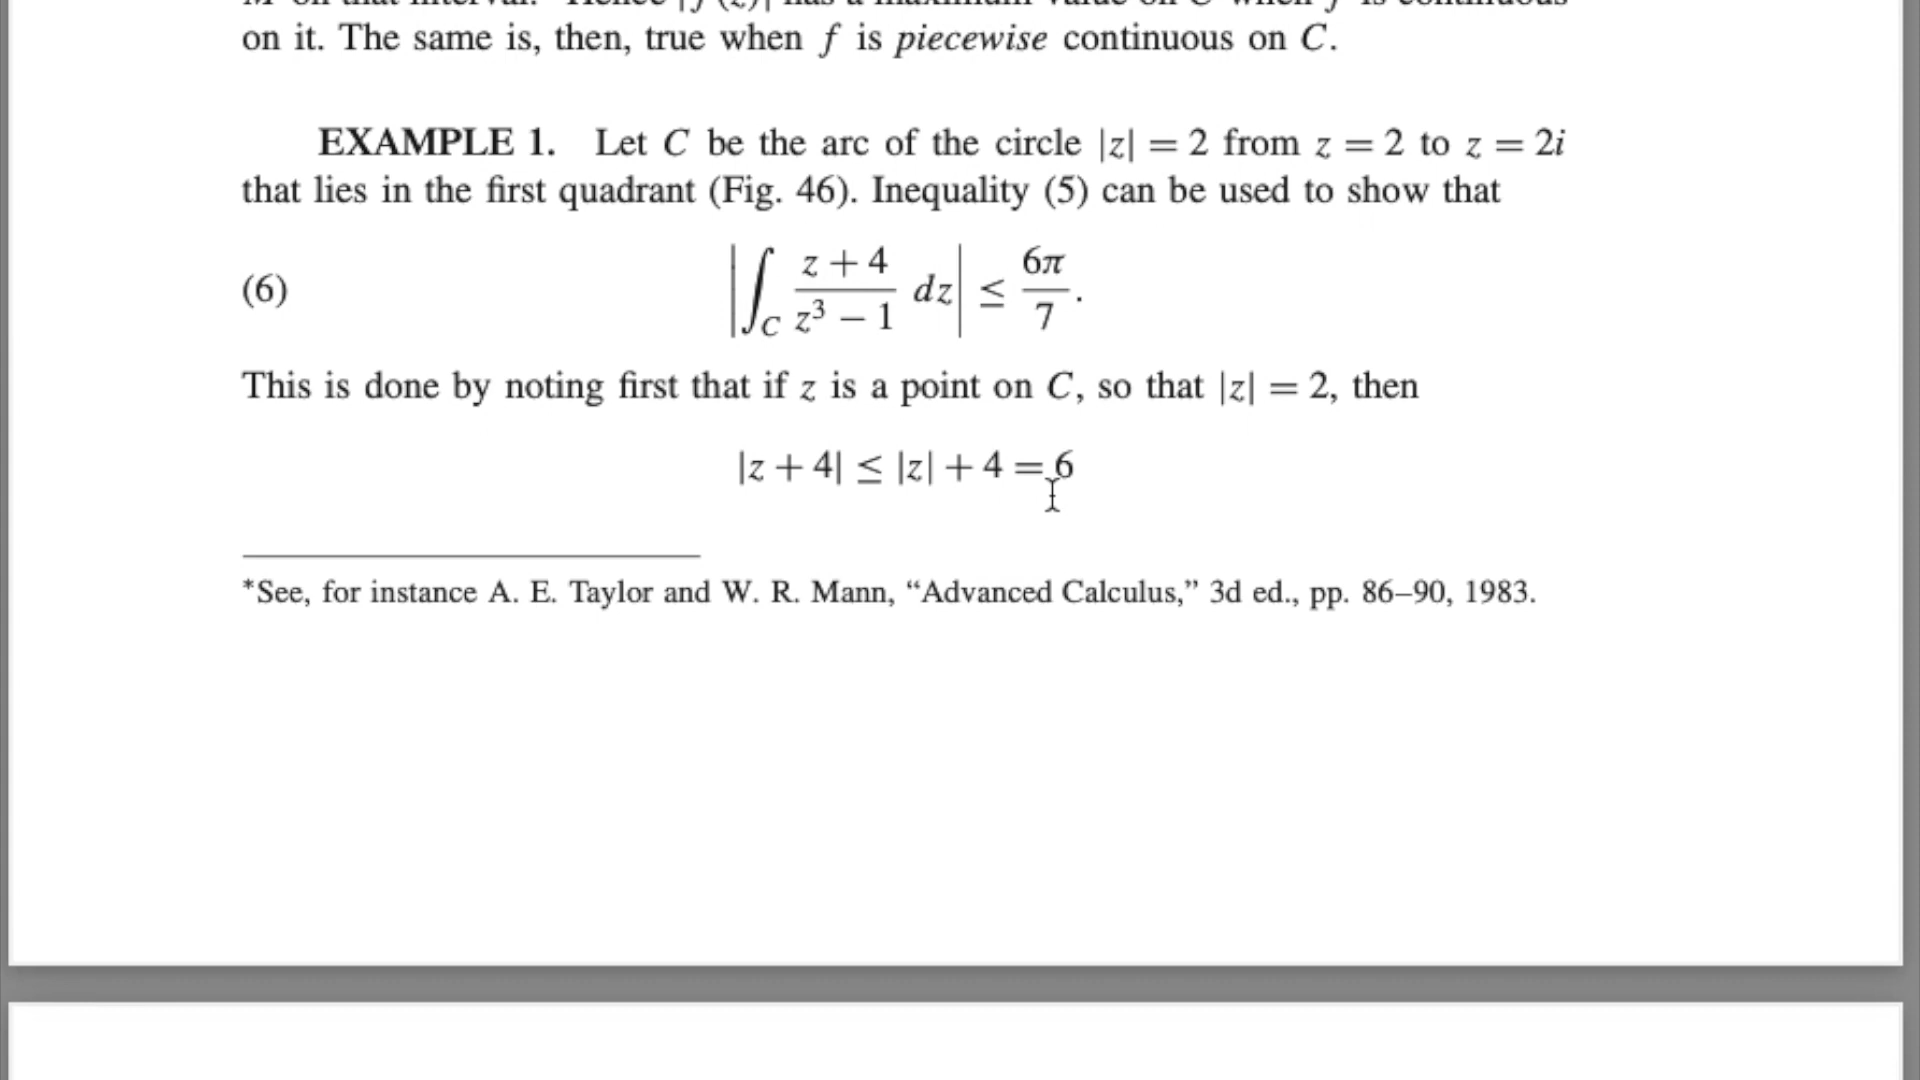 on it. The same is, then, true when f is piecewise continuous on C.
EXAMPLE 1. Let C be the arc of the circle |z| = 2 from z = 2 to z = 2i
that lies in the first quadrant (Fig. 46). Inequality (5) can be used to show that
(6) |∫_C (z + 4)/(z³ − 1) dz| ≤ 6π/7.
This is done by noting first that if z is a point on C, so that |z| = 2, then
|z + 4| ≤ |z| + 4 = 6
*See, for instance A. E. Taylor and W. R. Mann, “Advanced Calculus,” 3d ed., pp. 86–90, 1983.